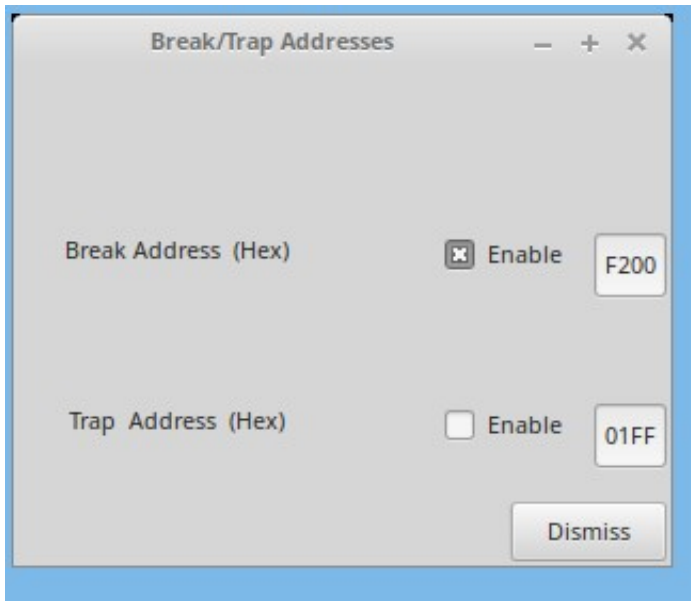 Break/Trap Addresses
Break Address (Hex) Enable F200
Trap Address (Hex) Enable 01FF
Dismiss